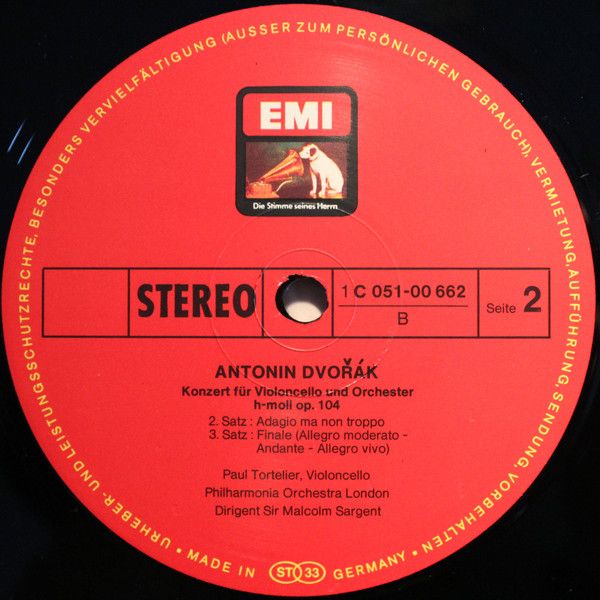 URHEBER- UND LEISTUNGSSCHUTZRECHTE, BESONDERS VERVIELFÄLTIGUNG (AUSSER ZUM PERSÖNLICHEN GEBRAUCH), VERMIETUNG, AUFFÜHRUNG, SENDUNG, VORBEHALTEN
EMI
Die Stimme seines Herrn
STEREO
1 C 051-00 662
B
Seite 2
ANTONIN DVOŘÁK
Konzert für Violoncello und Orchester
h-moll op. 104
2. Satz : Adagio ma non troppo
3. Satz : Finale (Allegro moderato -
Andante - Allegro vivo)
Paul Tortelier, Violoncello
Philharmonia Orchestra London
Dirigent Sir Malcolm Sargent
• MADE IN ST 33 GERMANY •